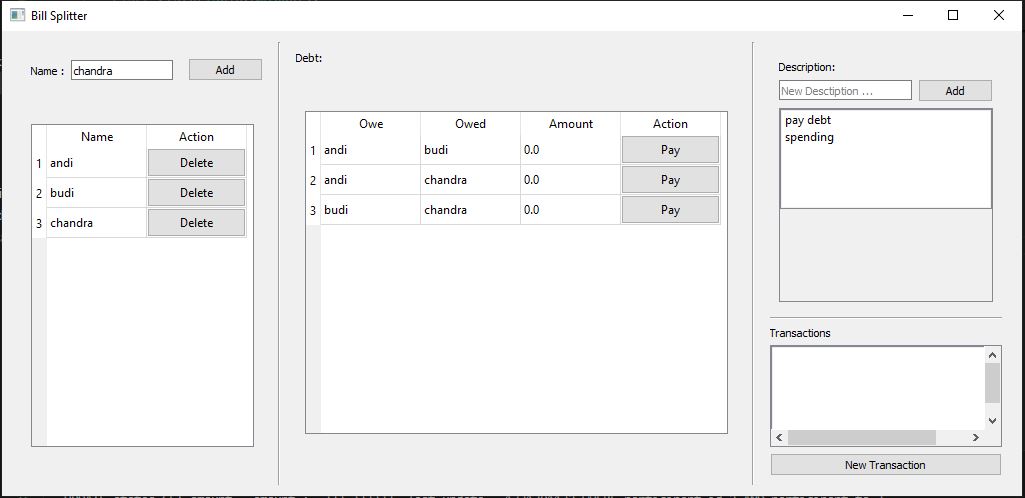 Bill Splitter
Name :
chandra
Add
Name
Action
1
andi
Delete
2
budi
Delete
3
chandra
Delete
Debt:
Owe
Owed
Amount
Action
1
andi
budi
0.0
Pay
2
andi
chandra
0.0
Pay
3
budi
chandra
0.0
Pay
Description:
New Desctiption ...
Add
pay debt
spending
Transactions
New Transaction